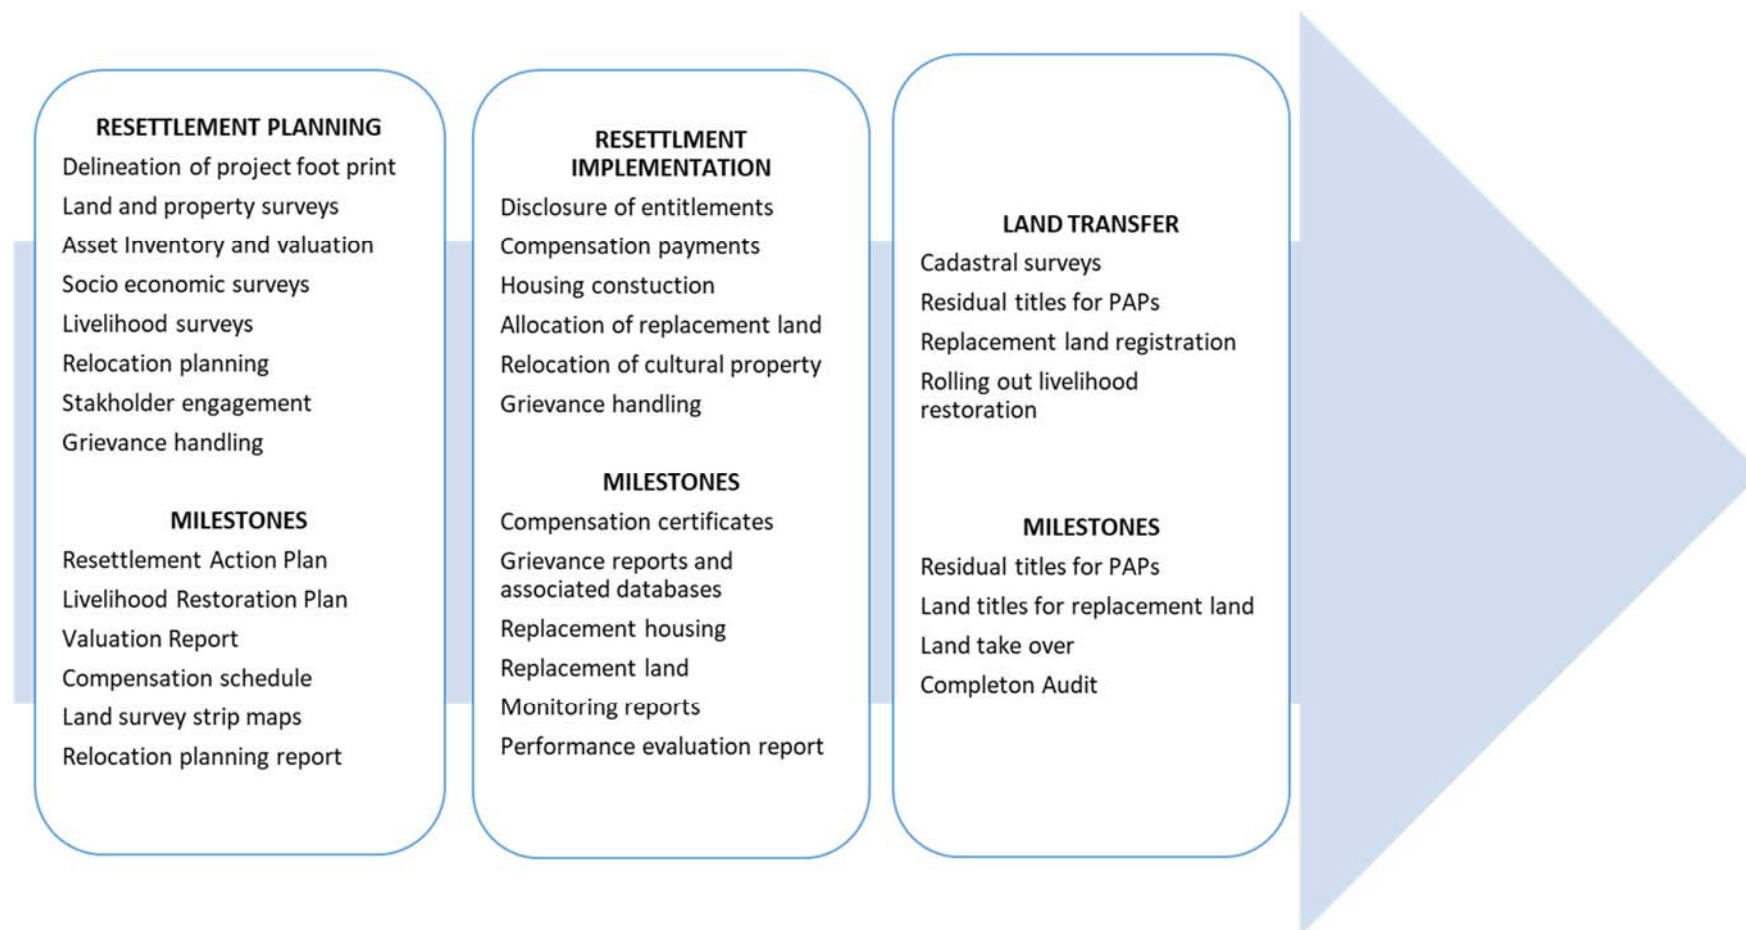 RESETTLEMENT PLANNING
Delineation of project foot print
Land and property surveys
Asset Inventory and valuation
Socio economic surveys
Livelihood surveys
Relocation planning
Stakholder engagement
Grievance handling
MILESTONES
Resettlement Action Plan
Livelihood Restoration Plan
Valuation Report
Compensation schedule
Land survey strip maps
Relocation planning report
RESETTLMENT
IMPLEMENTATION
Disclosure of entitlements
Compensation payments
Housing constuction
Allocation of replacement land
Relocation of cultural property
Grievance handling
MILESTONES
Compensation certificates
Grievance reports and
associated databases
Replacement housing
Replacement land
Monitoring reports
Performance evaluation report
LAND TRANSFER
Cadastral surveys
Residual titles for PAPs
Replacement land registration
Rolling out livelihood
restoration
MILESTONES
Residual titles for PAPs
Land titles for replacement land
Land take over
Completon Audit